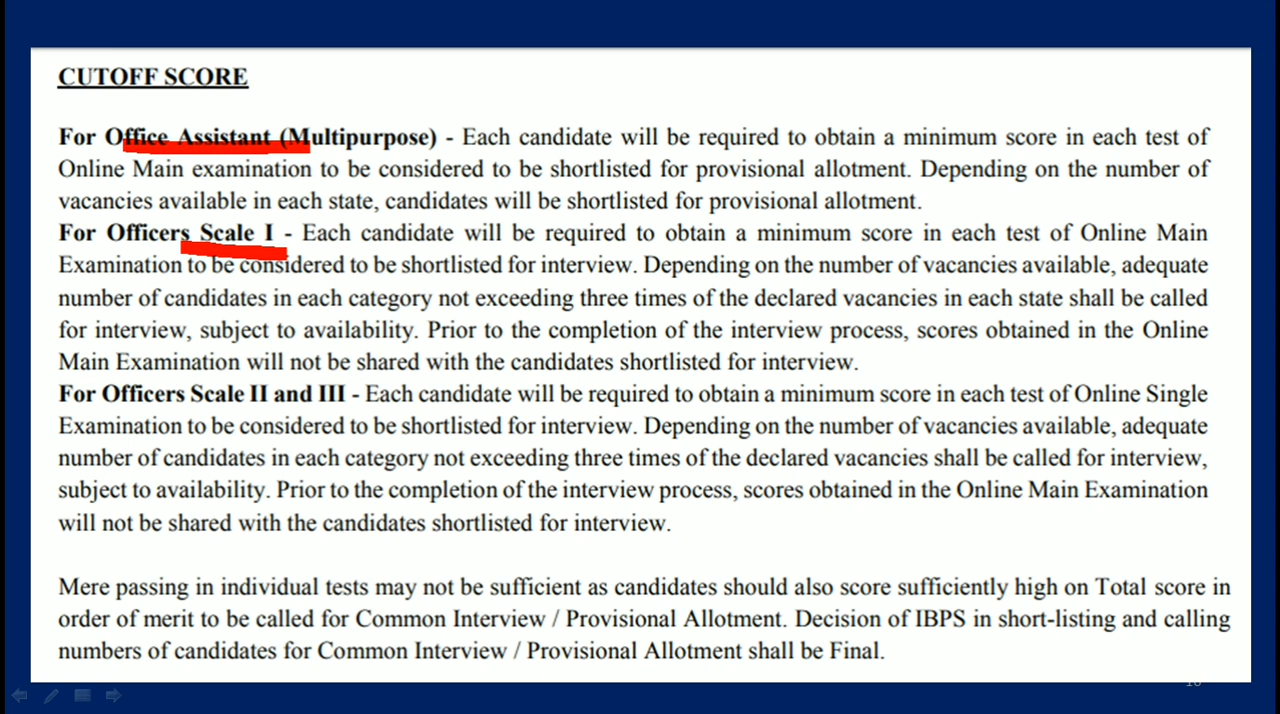 CUTOFF SCORE
For Office Assistant (Multipurpose) - Each candidate will be required to obtain a minimum score in each test of
Online Main examination to be considered to be shortlisted for provisional allotment. Depending on the number of
vacancies available in each state, candidates will be shortlisted for provisional allotment.
For Officers Scale I - Each candidate will be required to obtain a minimum score in each test of Online Main
Examination to be considered to be shortlisted for interview. Depending on the number of vacancies available, adequate
number of candidates in each category not exceeding three times of the declared vacancies in each state shall be called
for interview, subject to availability. Prior to the completion of the interview process, scores obtained in the Online
Main Examination will not be shared with the candidates shortlisted for interview.
For Officers Scale II and III - Each candidate will be required to obtain a minimum score in each test of Online Single
Examination to be considered to be shortlisted for interview. Depending on the number of vacancies available, adequate
number of candidates in each category not exceeding three times of the declared vacancies shall be called for interview,
subject to availability. Prior to the completion of the interview process, scores obtained in the Online Main Examination
will not be shared with the candidates shortlisted for interview.
Mere passing in individual tests may not be sufficient as candidates should also score sufficiently high on Total score in
order of merit to be called for Common Interview / Provisional Allotment. Decision of IBPS in short-listing and calling
numbers of candidates for Common Interview / Provisional Allotment shall be Final.